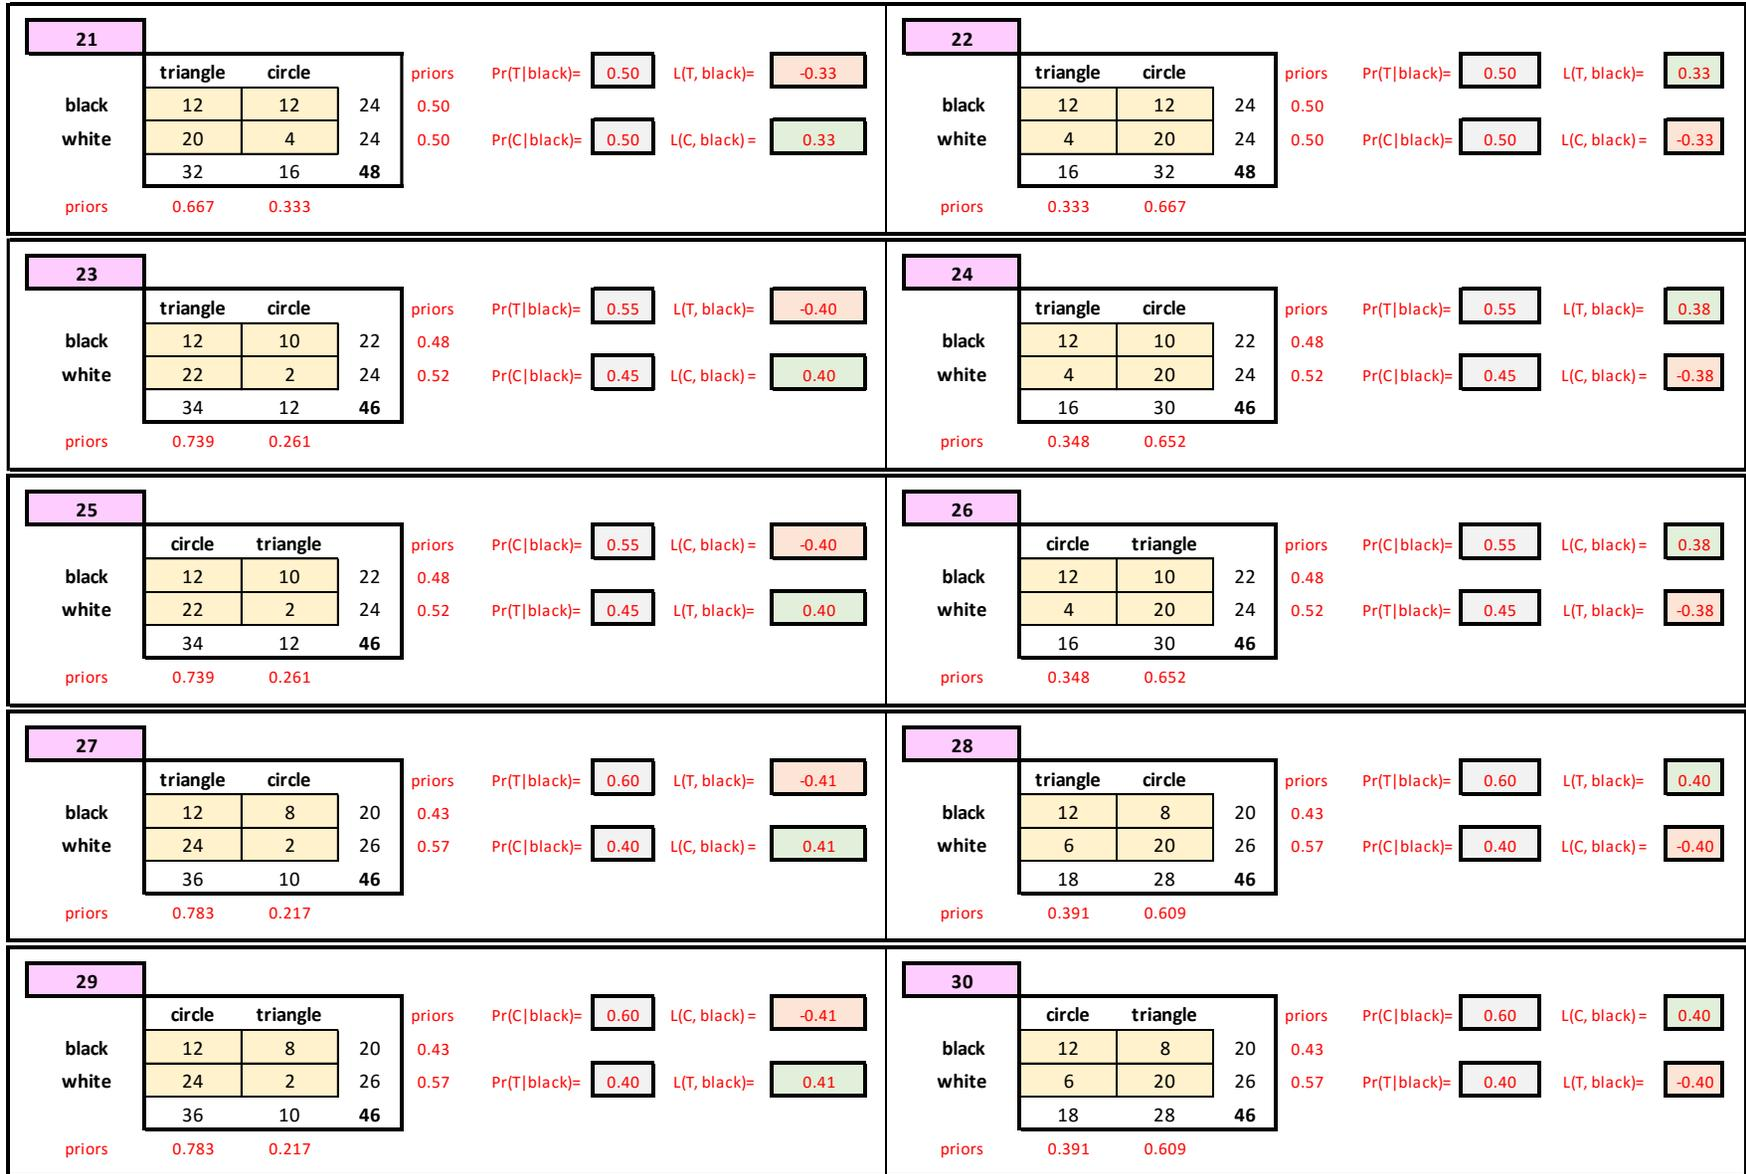 21
triangle circle priors Pr(T|black)= 0.50 L(T, black)= -0.33
black 12 12 24 0.50
white 20 4 24 0.50 Pr(C|black)= 0.50 L(C, black) = 0.33
32 16 48
priors 0.667 0.333
22
triangle circle priors Pr(T|black)= 0.50 L(T, black)= 0.33
black 12 12 24 0.50
white 4 20 24 0.50 Pr(C|black)= 0.50 L(C, black) = -0.33
16 32 48
priors 0.333 0.667
23
triangle circle priors Pr(T|black)= 0.55 L(T, black)= -0.40
black 12 10 22 0.48
white 22 2 24 0.52 Pr(C|black)= 0.45 L(C, black) = 0.40
34 12 46
priors 0.739 0.261
24
triangle circle priors Pr(T|black)= 0.55 L(T, black)= 0.38
black 12 10 22 0.48
white 4 20 24 0.52 Pr(C|black)= 0.45 L(C, black) = -0.38
16 30 46
priors 0.348 0.652
25
circle triangle priors Pr(C|black)= 0.55 L(C, black) = -0.40
black 12 10 22 0.48
white 22 2 24 0.52 Pr(T|black)= 0.45 L(T, black)= 0.40
34 12 46
priors 0.739 0.261
26
circle triangle priors Pr(C|black)= 0.55 L(C, black) = 0.38
black 12 10 22 0.48
white 4 20 24 0.52 Pr(T|black)= 0.45 L(T, black)= -0.38
16 30 46
priors 0.348 0.652
27
triangle circle priors Pr(T|black)= 0.60 L(T, black)= -0.41
black 12 8 20 0.43
white 24 2 26 0.57 Pr(C|black)= 0.40 L(C, black) = 0.41
36 10 46
priors 0.783 0.217
28
triangle circle priors Pr(T|black)= 0.60 L(T, black)= 0.40
black 12 8 20 0.43
white 6 20 26 0.57 Pr(C|black)= 0.40 L(C, black) = -0.40
18 28 46
priors 0.391 0.609
29
circle triangle priors Pr(C|black)= 0.60 L(C, black) = -0.41
black 12 8 20 0.43
white 24 2 26 0.57 Pr(T|black)= 0.40 L(T, black)= 0.41
36 10 46
priors 0.783 0.217
30
circle triangle priors Pr(C|black)= 0.60 L(C, black) = 0.40
black 12 8 20 0.43
white 6 20 26 0.57 Pr(T|black)= 0.40 L(T, black)= -0.40
18 28 46
priors 0.391 0.609